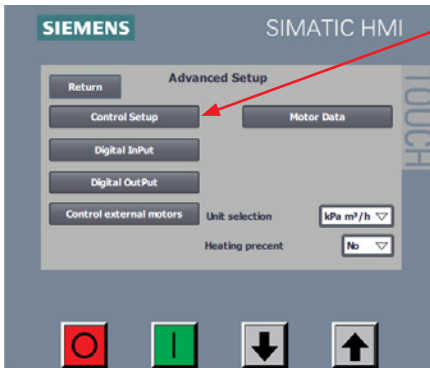 SIEMENS SIMATIC HMI
TOUCH
Advanced Setup
Return
Control Setup Motor Data
Digital InPut
Digital OutPut
Control external motors Unit selection kPa m³/h
Heating precent No